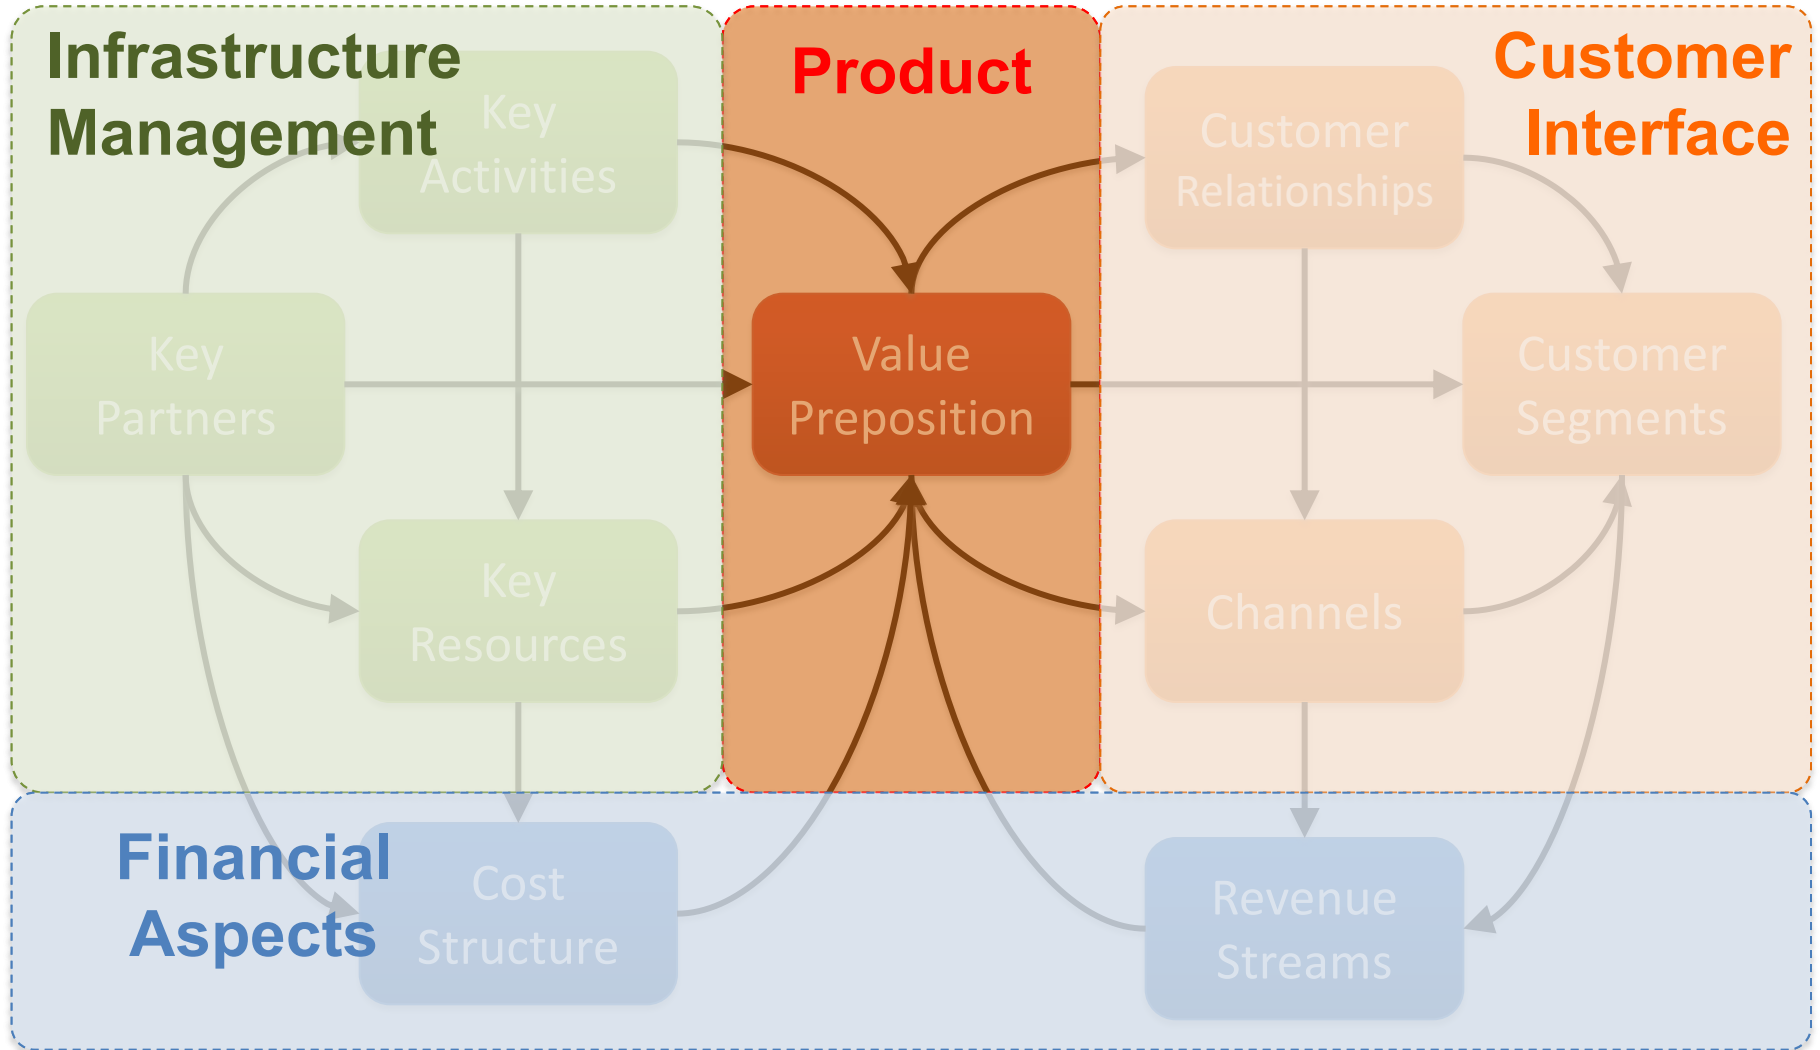 Infrastructure
Management
Product
Customer
Interface
Key
Activities
Customer
Relationships
Key
Partners
Value
Preposition
Customer
Segments
Key
Resources
Channels
Financial
Aspects
Cost
Structure
Revenue
Streams